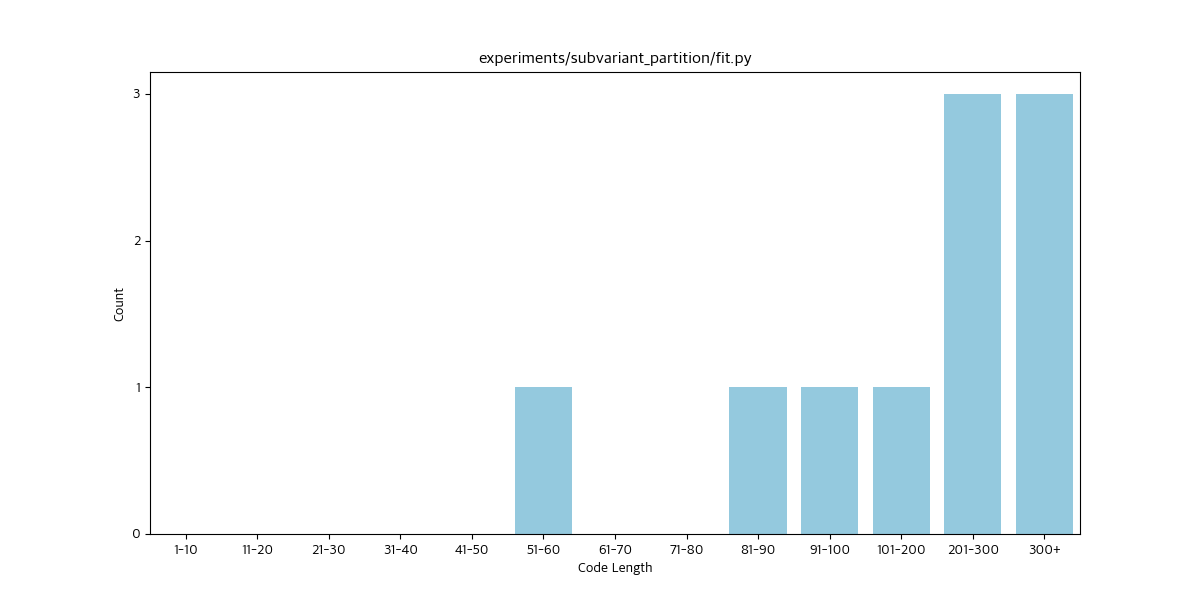 experiments/subvariant_partition/fit.py
3
2
1
0
Count
1-10 11-20 21-30 31-40 41-50 51-60 61-70 71-80 81-90 91-100 101-200 201-300 300+
Code Length